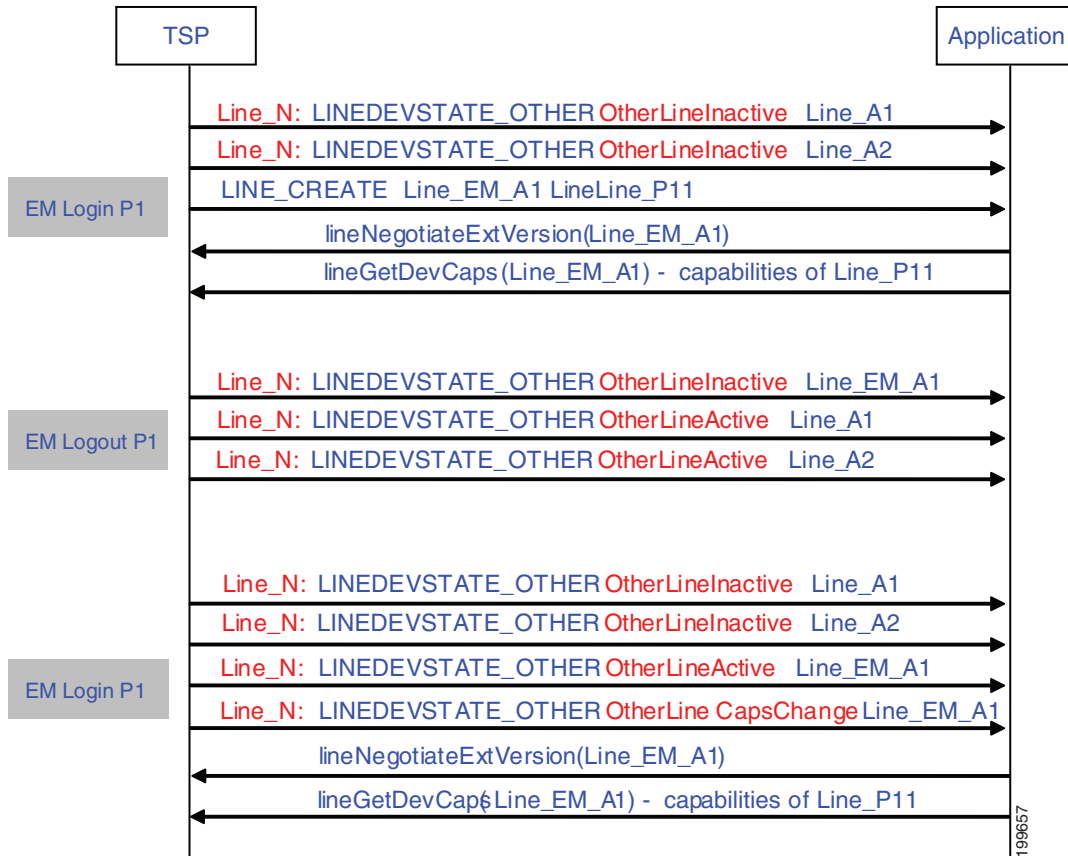 TSP
Application
Line_N: LINEDEVSTATE_OTHER OtherLineInactive Line_A1
Line_N: LINEDEVSTATE_OTHER OtherLineInactive Line_A2
EM Login P1
LINE_CREATE Line_EM_A1 LineLine_P11
lineNegotiateExtVersion(Line_EM_A1)
lineGetDevCaps(Line_EM_A1) - capabilities of Line_P11
Line_N: LINEDEVSTATE_OTHER OtherLineInactive Line_EM_A1
EM Logout P1
Line_N: LINEDEVSTATE_OTHER OtherLineActive Line_A1
Line_N: LINEDEVSTATE_OTHER OtherLineActive Line_A2
Line_N: LINEDEVSTATE_OTHER OtherLineInactive Line_A1
Line_N: LINEDEVSTATE_OTHER OtherLineInactive Line_A2
EM Login P1
Line_N: LINEDEVSTATE_OTHER OtherLineActive Line_EM_A1
Line_N: LINEDEVSTATE_OTHER OtherLine CapsChange Line_EM_A1
lineNegotiateExtVersion(Line_EM_A1)
lineGetDevCaps(Line_EM_A1) - capabilities of Line_P11
199657